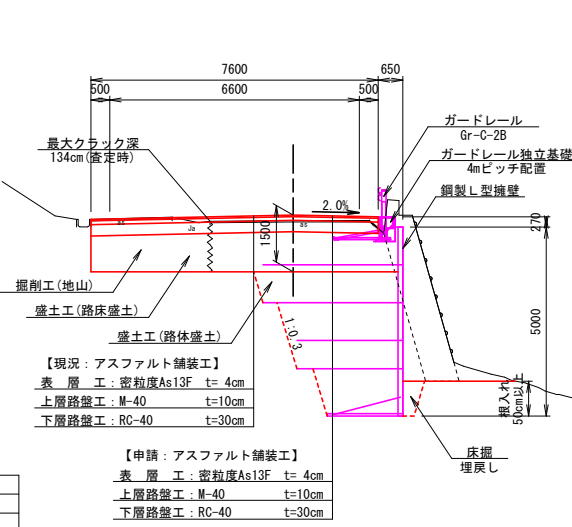 7600
650
500
6600
500
最大クラック深
134cm(査定時)
ガードレール
Gr-C-2B
ガードレール独立基礎
4mピッチ配置
鋼製L型擁壁
2.0%
1500
as
Ja
as
270
5000
掘削工(地山)
盛土工(路床盛土)
盛土工(路体盛土)
1:0.3
根入れ
50cm以上
床掘
埋戻し
【現況:アスファルト舗装工】
表 層 工:密粒度As13F t= 4cm
上層路盤工:M-40 t=10cm
下層路盤工:RC-40 t=30cm
【申請:アスファルト舗装工】
表 層 工:密粒度As13F t= 4cm
上層路盤工:M-40 t=10cm
下層路盤工:RC-40 t=30cm